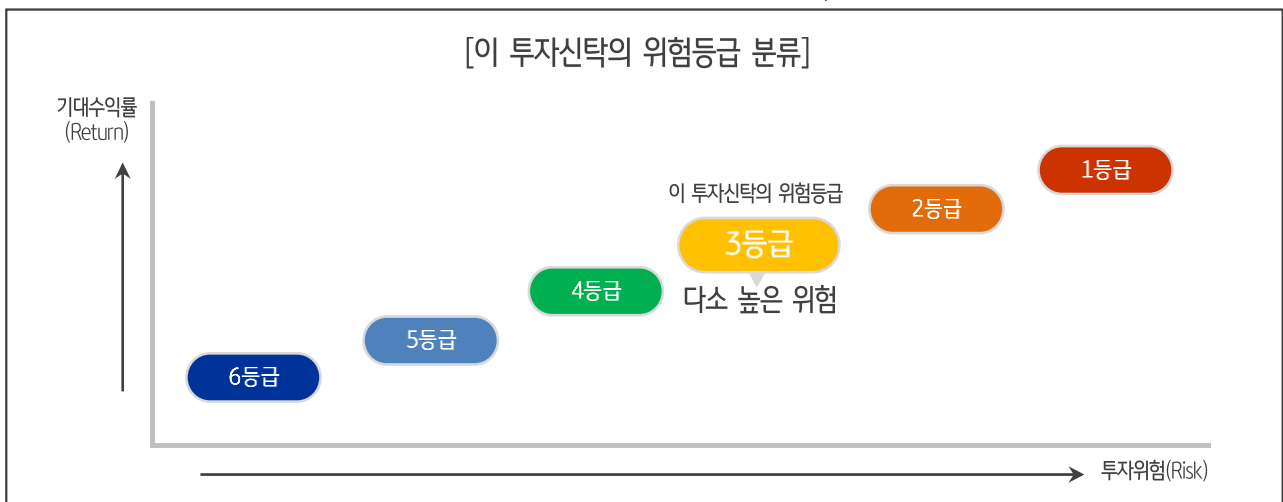 [이 투자신탁의 위험등급 분류]
기대수익률
(Return)
1등급
이 투자신탁의 위험등급
2등급
3등급
4등급
다소 높은 위험
5등급
6등급
투자위험(Risk)